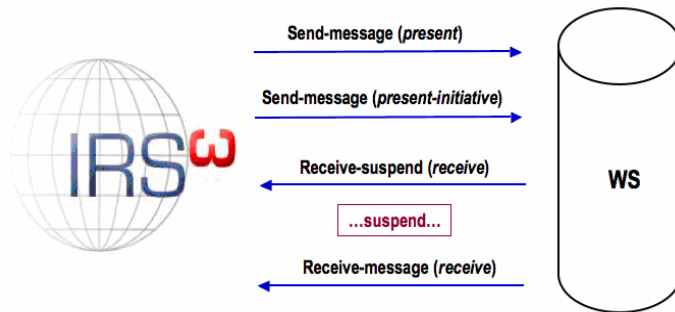 Send-message (present)
Send-message (present-initiative)
IRS3
Receive-suspend (receive)
WS
...suspend...
Receive-message (receive)